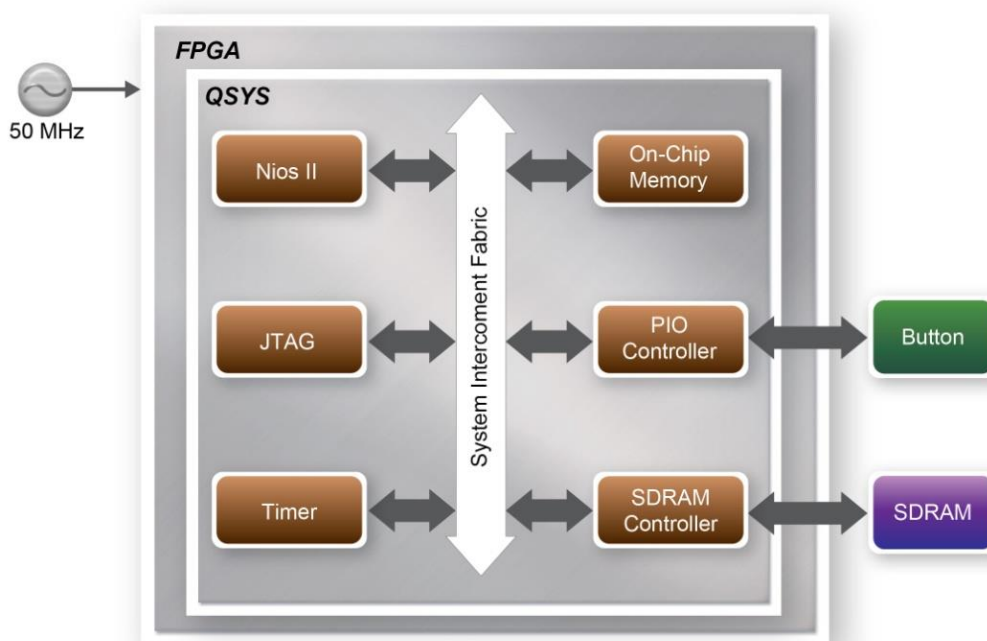 FPGA
QSYS
50 MHz
Nios II
On-Chip
Memory
System Intercoment Fabric
JTAG
PIO
Controller
Button
Timer
SDRAM
Controller
SDRAM